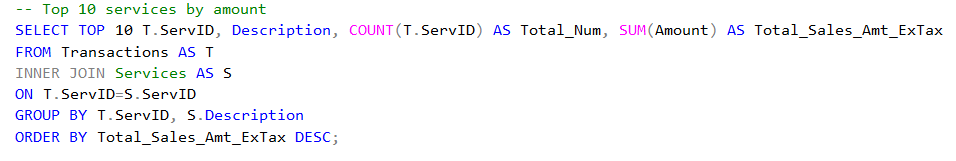 -- Top 10 services by amount
SELECT TOP 10 T.ServID, Description, COUNT(T.ServID) AS Total_Num, SUM(Amount) AS Total_Sales_Amt_ExTax
FROM Transactions AS T
INNER JOIN Services AS S
ON T.ServID=S.ServID
GROUP BY T.ServID, S.Description
ORDER BY Total_Sales_Amt_ExTax DESC;